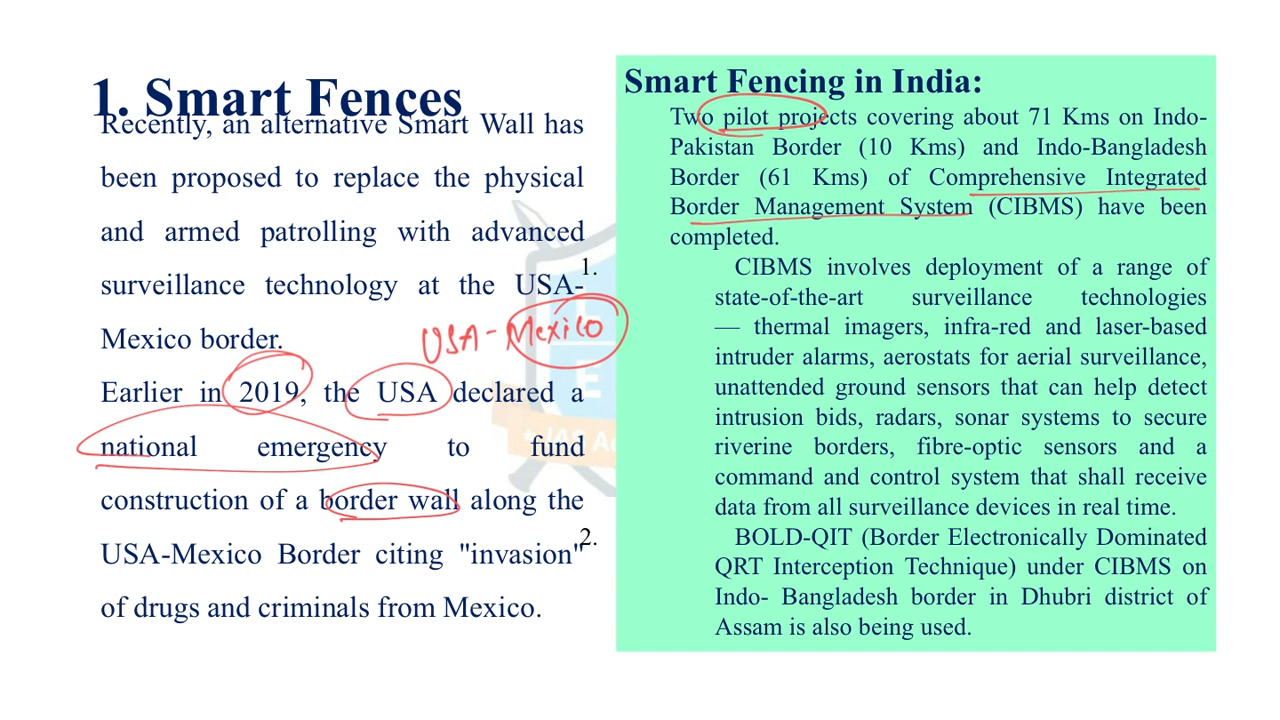 1. Smart Fences
Recently, an alternative Smart Wall has
been proposed to replace the physical
and armed patrolling with advanced
surveillance technology at the USA-
Mexico border.
USA - Mexico
Earlier in 2019, the USA declared a
national emergency to fund
construction of a border wall along the
USA-Mexico Border citing "invasion"
of drugs and criminals from Mexico.
Smart Fencing in India:
Two pilot projects covering about 71 Kms on Indo-
Pakistan Border (10 Kms) and Indo-Bangladesh
Border (61 Kms) of Comprehensive Integrated
Border Management System (CIBMS) have been
completed.
1. CIBMS involves deployment of a range of
state-of-the-art surveillance technologies
— thermal imagers, infra-red and laser-based
intruder alarms, aerostats for aerial surveillance,
unattended ground sensors that can help detect
intrusion bids, radars, sonar systems to secure
riverine borders, fibre-optic sensors and a
command and control system that shall receive
data from all surveillance devices in real time.
2. BOLD-QIT (Border Electronically Dominated
QRT Interception Technique) under CIBMS on
Indo- Bangladesh border in Dhubri district of
Assam is also being used.